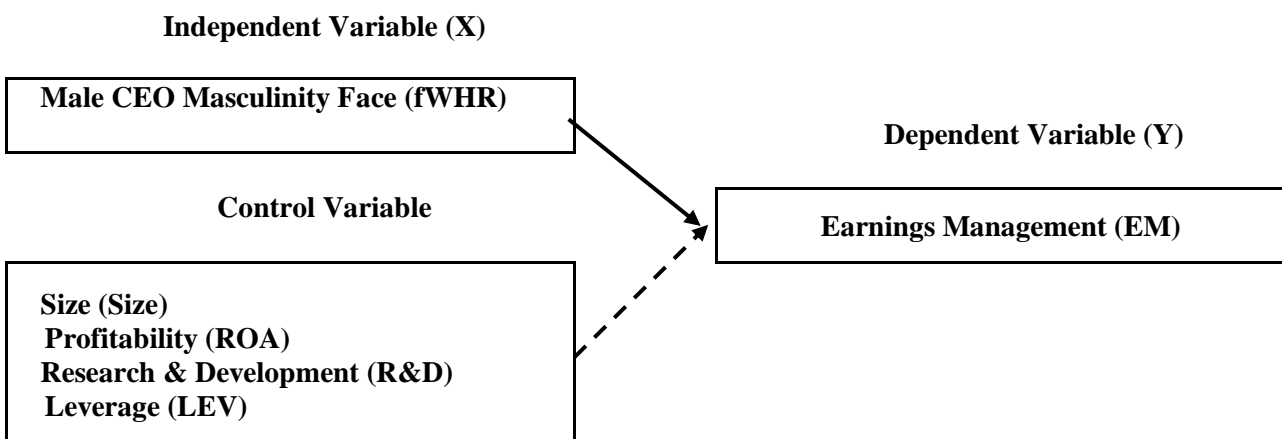 Independent Variable (X)
Male CEO Masculinity Face (fWHR)
Dependent Variable (Y)
Control Variable
Earnings Management (EM)
Size (Size)
Profitability (ROA)
Research & Development (R&D)
Leverage (LEV)